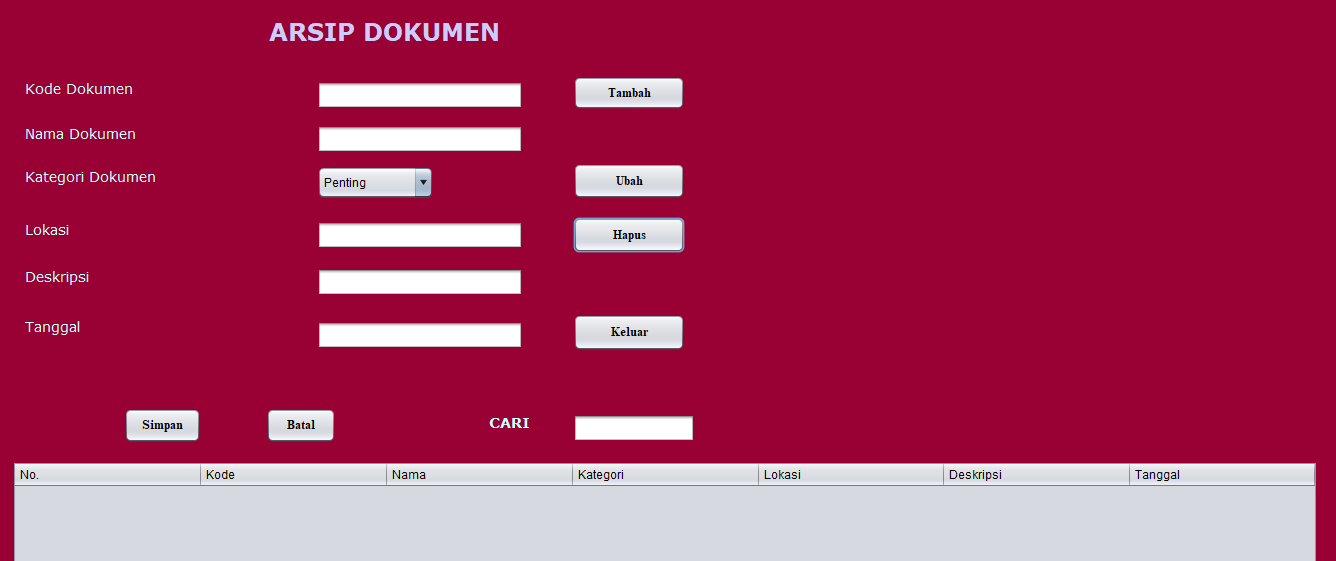 ARSIP DOKUMEN
Kode Dokumen
Tambah
Nama Dokumen
Kategori Dokumen
Penting
Ubah
Lokasi
Hapus
Deskripsi
Tanggal
Keluar
Simpan
Batal
CARI
No. Kode Nama Kategori Lokasi Deskripsi Tanggal